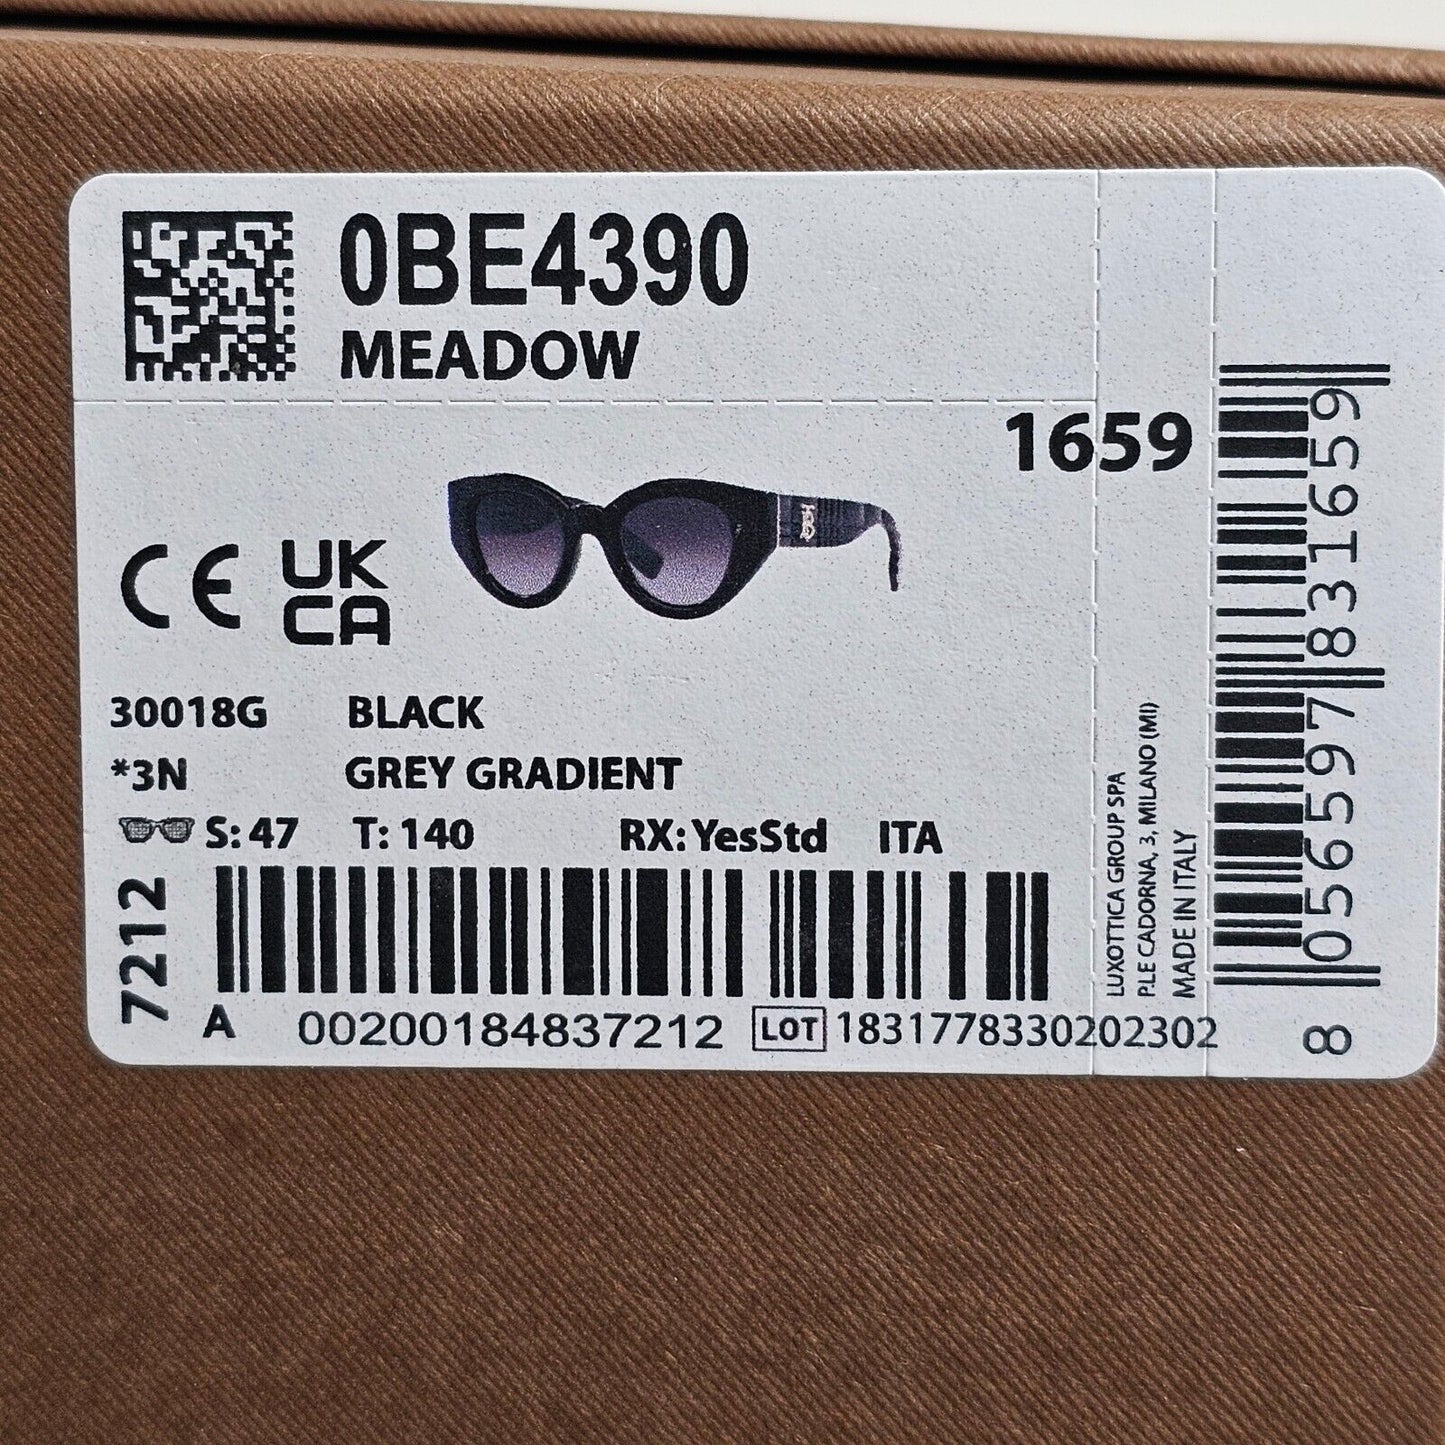 0BE4390
MEADOW
1659
CE
UK
CA
30018G BLACK
*3N GREY GRADIENT
S: 47 T: 140 RX: YesStd ITA
7212
A 00200184837212 LOT 1831778330202302
LUXOTTICA GROUP SPA
P.LE CADORNA, 3, MILANO (MI)
MADE IN ITALY
8 056597 831659